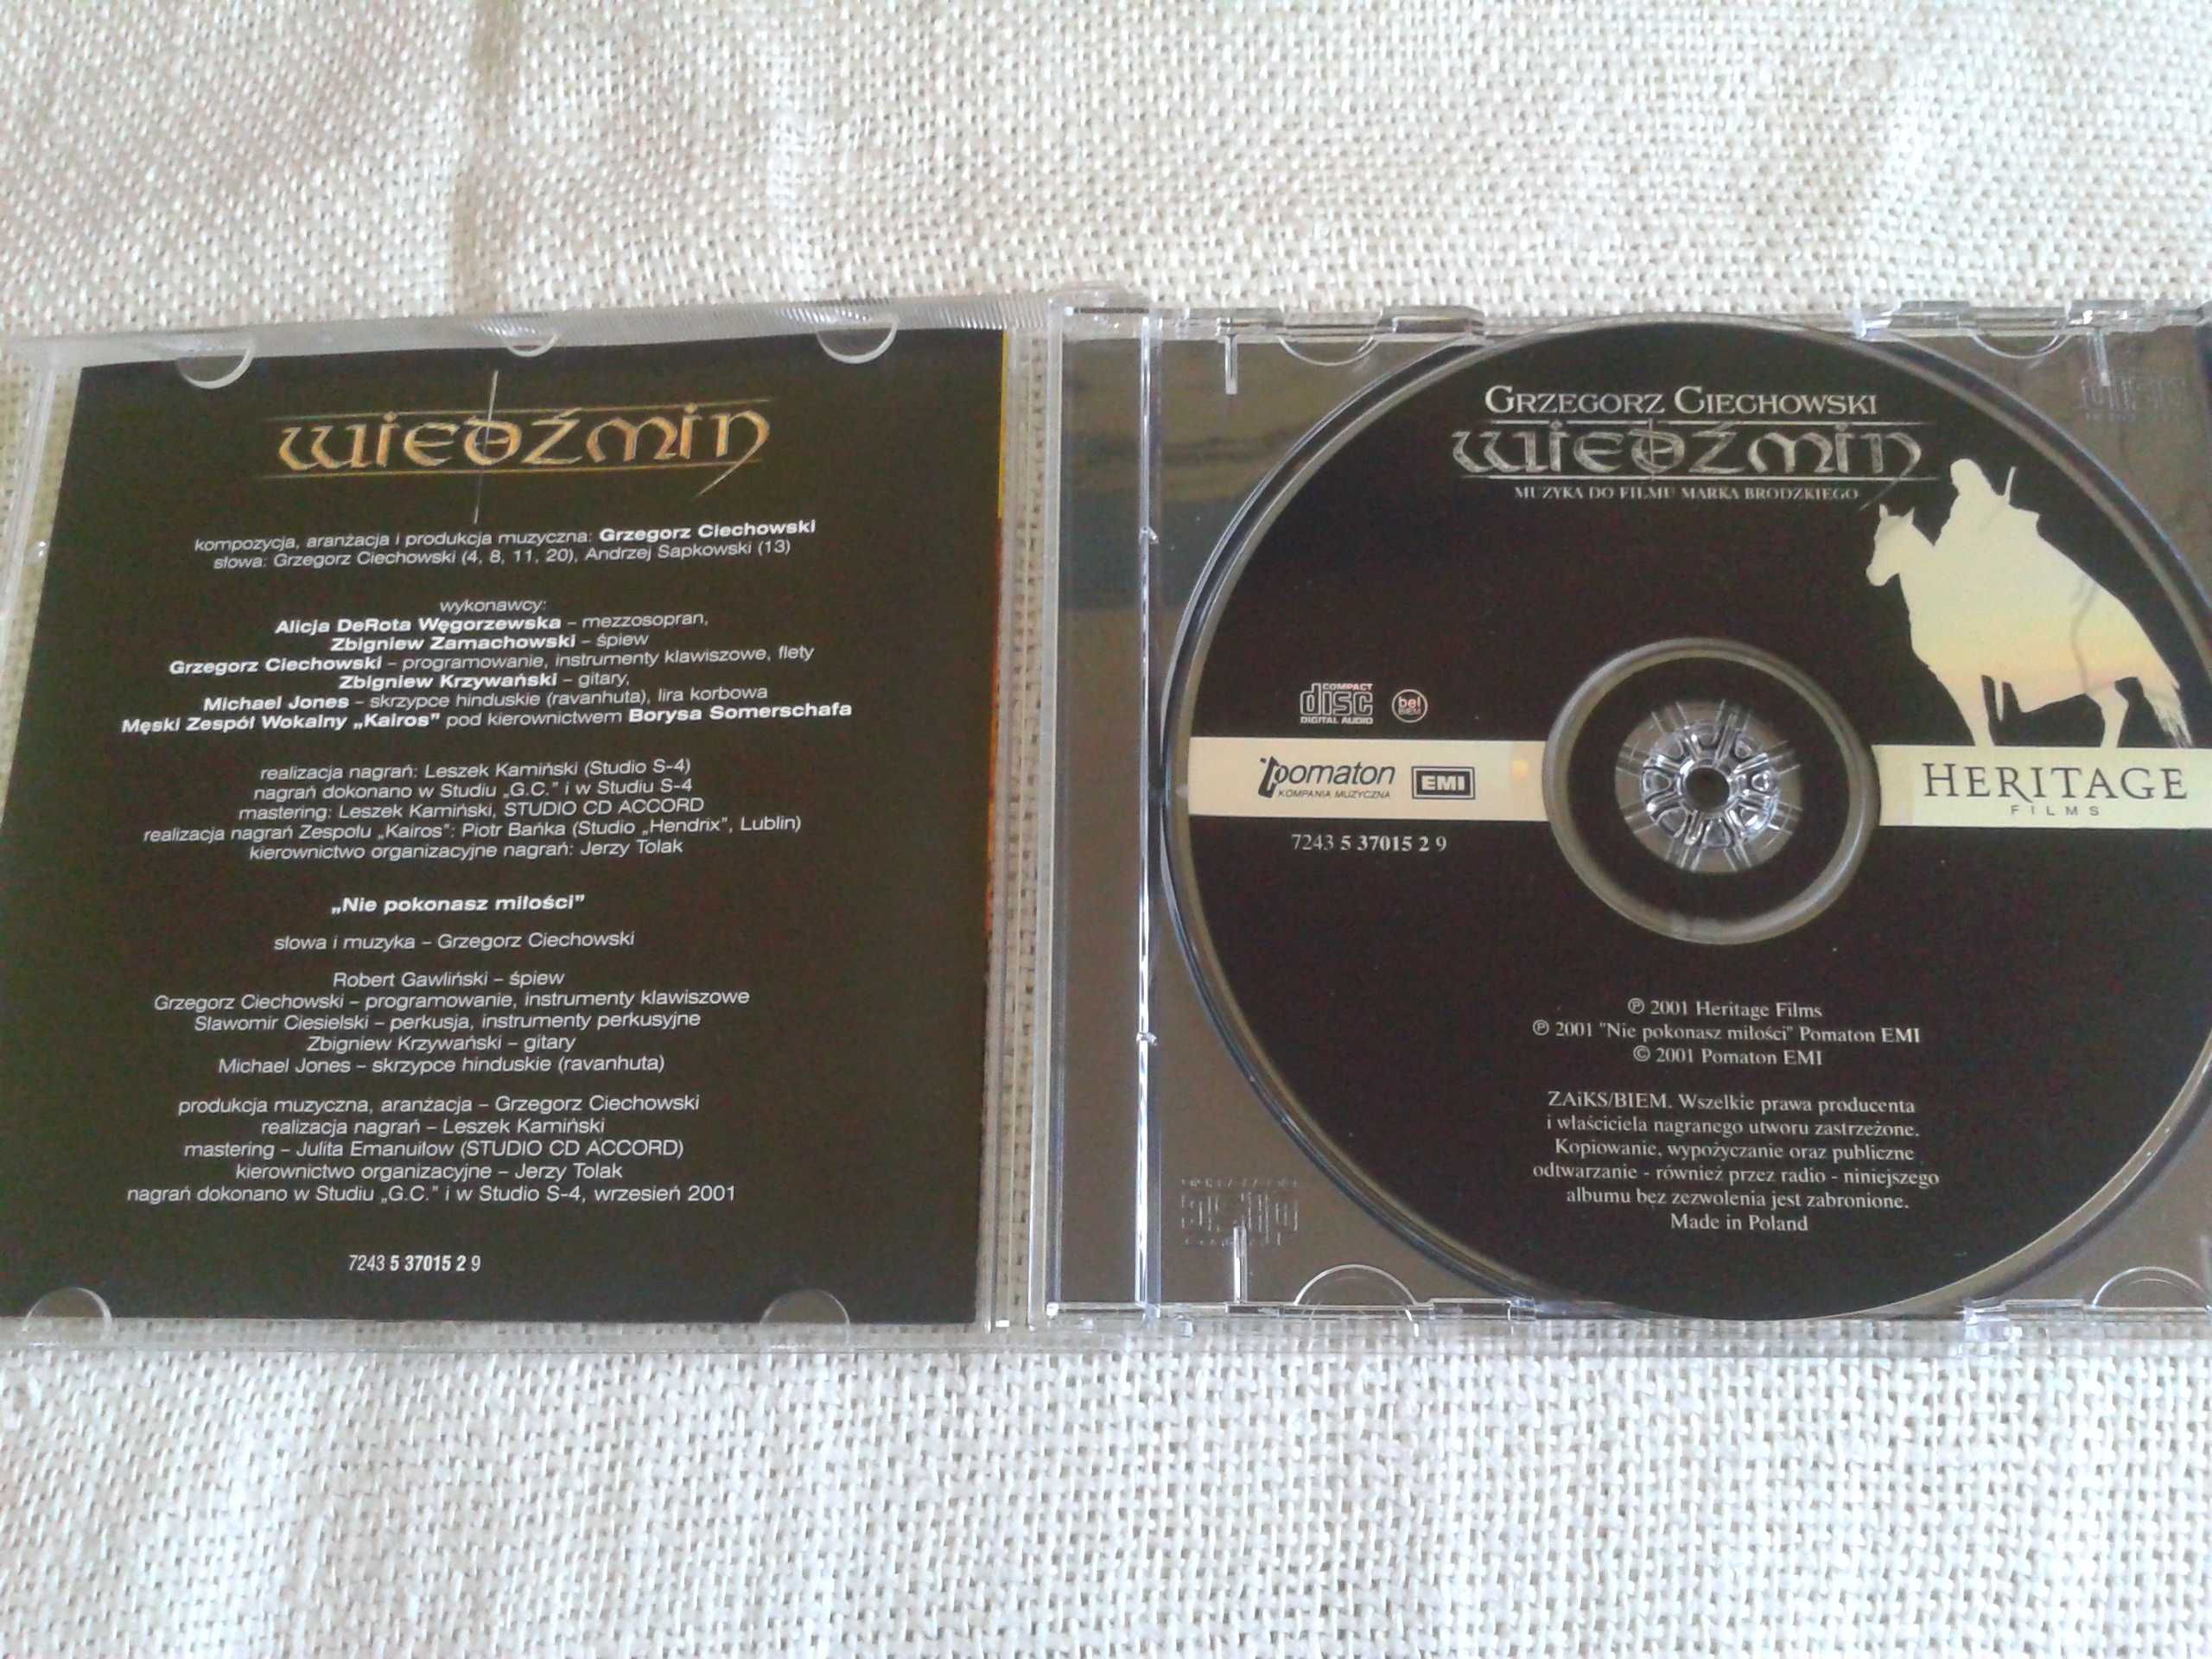 wiedźmin
kompozycja, aranżacja i produkcja muzyczna: Grzegorz Ciechowski
słowa: Grzegorz Ciechowski (4, 8, 11, 20), Andrzej Sapkowski (13)
wykonawcy:
Alicja DeRota Węgorzewska – mezzosopran,
Zbigniew Zamachowski – śpiew
Grzegorz Ciechowski – programowanie, instrumenty klawiszowe, flety
Zbigniew Krzywański – gitary,
Michael Jones – skrzypce hinduskie (ravanhuta), lira korbowa
Męski Zespół Wokalny „Kairos” pod kierownictwem Borysa Somerschafa
realizacja nagrań: Leszek Kamiński (Studio S-4)
nagrań dokonano w Studiu „G.C.” i w Studiu S-4
mastering: Leszek Kamiński, STUDIO CD ACCORD
realizacja nagrań Zespołu „Kairos”: Piotr Bańka (Studio „Hendrix”, Lublin)
kierownictwo organizacyjne nagrań: Jerzy Tolak
„Nie pokonasz miłości”
słowa i muzyka – Grzegorz Ciechowski
Robert Gawliński – śpiew
Grzegorz Ciechowski – programowanie, instrumenty klawiszowe
Sławomir Ciesielski – perkusja, instrumenty perkusyjne
Zbigniew Krzywański – gitary
Michael Jones – skrzypce hinduskie (ravanhuta)
produkcja muzyczna, aranżacja – Grzegorz Ciechowski
realizacja nagrań – Leszek Kamiński
mastering – Julita Emanuiłow (STUDIO CD ACCORD)
kierownictwo organizacyjne – Jerzy Tolak
nagrań dokonano w Studiu „G.C.” i w Studio S-4, wrzesień 2001
7243 5 37015 2 9
GRZEGORZ CIECHOWSKI
wiedźmin
MUZYKA DO FILMU MARKA BRODZKIEGO
COMPACT
disc
DIGITAL AUDIO
bel
BIEM
pomaton
KOMPANIA MUZYCZNA
EMI
HERITAGE
FILMS
7243 5 37015 2 9
℗ 2001 Heritage Films
℗ 2001 "Nie pokonasz miłości" Pomaton EMI
© 2001 Pomaton EMI
ZAiKS/BIEM. Wszelkie prawa producenta
i właściciela nagranego utworu zastrzeżone.
Kopiowanie, wypożyczanie oraz publiczne
odtwarzanie - również przez radio - niniejszego
albumu bez zezwolenia jest zabronione.
Made in Poland